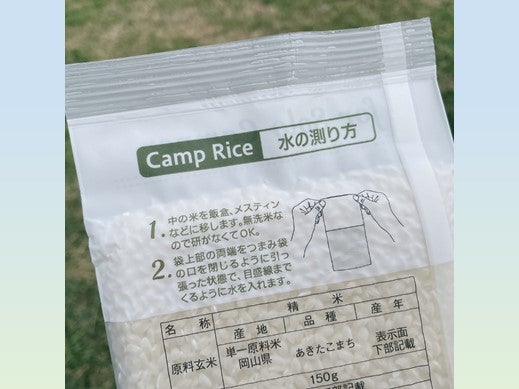 Camp Rice 水の測り方
1. 中の米を飯盒、メスティン
などに移します。無洗米な
ので研がなくてOK。
2. 袋上部の両端をつまみ袋
の口を閉じるように引っ
張った状態で、目盛線まで
くるように水を入れます。
名 称 精 米
原料玄米 産 地 品 種 産 年
単一原料米 あきたこまち 表示面
岡山県 下部記載
150g